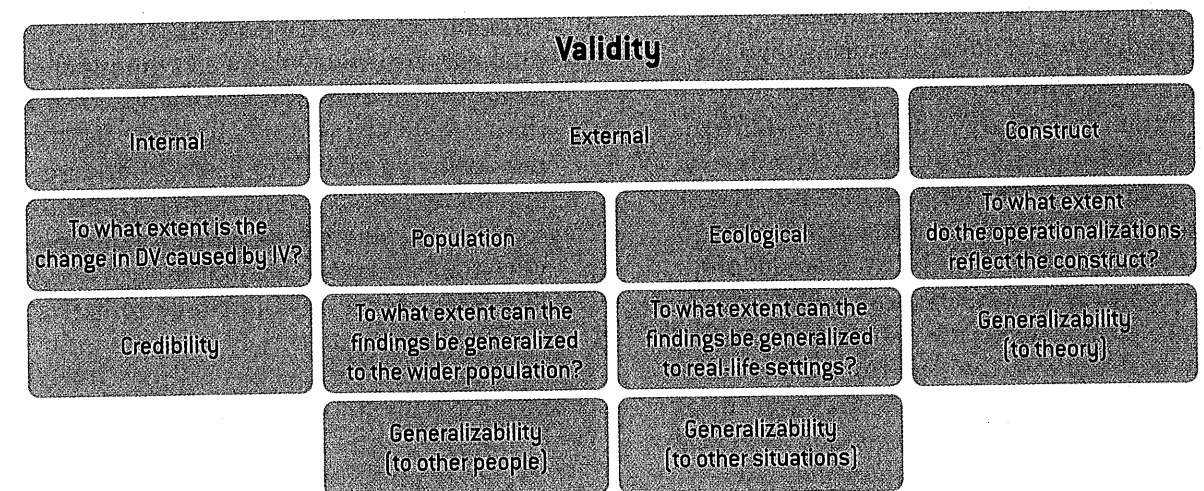 Validity
Internal
External
Construct
To what extent is the
change in DV caused by IV?
Population
Ecological
To what extent
do the operationalizations
reflect the construct?
Credibility
To what extent can the
findings be generalized
to the wider population?
To what extent can the
findings be generalized
to real-life settings?
Generalizability
(to theory)
Generalizability
(to other people)
Generalizability
(to other situations)